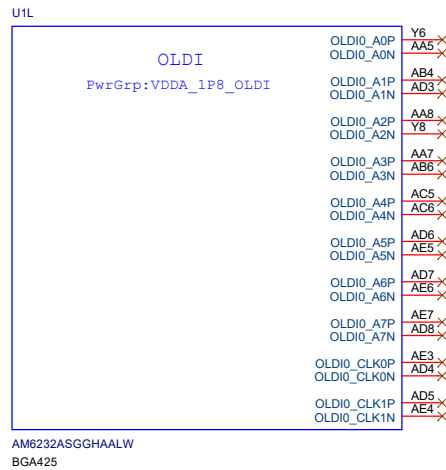 U1L
OLDI
PwrGrp:VDDA_1P8_OLDI
OLDI0_A0P Y6
OLDI0_A0N AA5
OLDI0_A1P AB4
OLDI0_A1N AD3
OLDI0_A2P AA8
OLDI0_A2N Y8
OLDI0_A3P AA7
OLDI0_A3N AB6
OLDI0_A4P AC5
OLDI0_A4N AC6
OLDI0_A5P AD6
OLDI0_A5N AE5
OLDI0_A6P AD7
OLDI0_A6N AE6
OLDI0_A7P AE7
OLDI0_A7N AD8
OLDI0_CLK0P AE3
OLDI0_CLK0N AD4
OLDI0_CLK1P AD5
OLDI0_CLK1N AE4
AM6232ASGGHAALW
BGA425